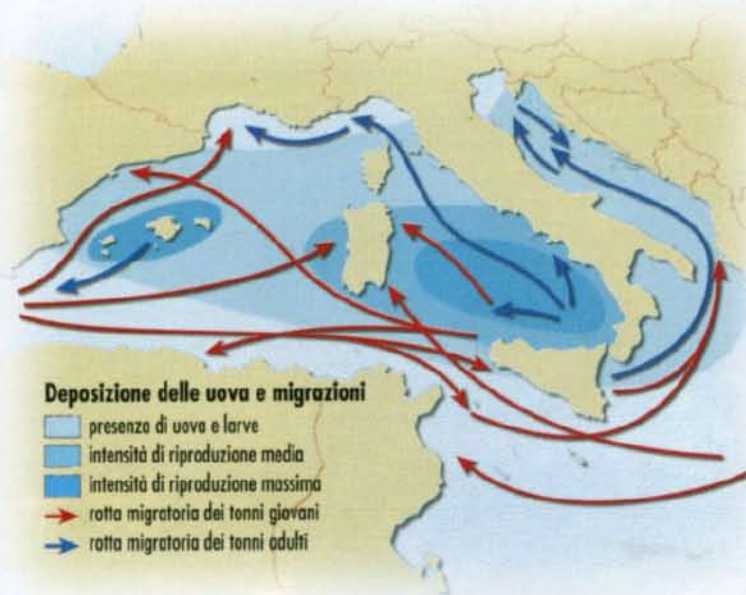 Deposizione delle uova e migrazioni
presenza di uova e larve
intensità di riproduzione media
intensità di riproduzione massima
rotta migratoria dei tonni giovani
rotta migratoria dei tonni adulti